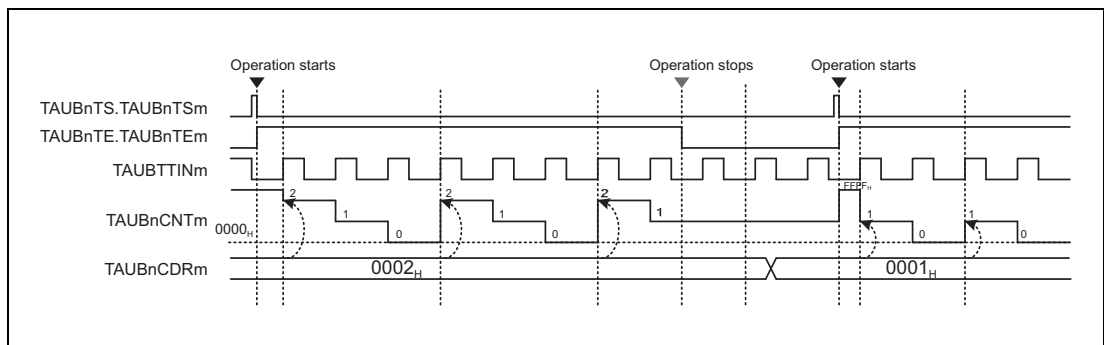 Operation starts Operation stops Operation starts
TAUBnTS.TAUBnTSm
TAUBnTE.TAUBnTEm
TAUBTTINm
FFFFH
TAUBnCNTm 2 1 0 2 1 0 2 1 1 0 1 0
0000H
TAUBnCDRm 0002H 0001H